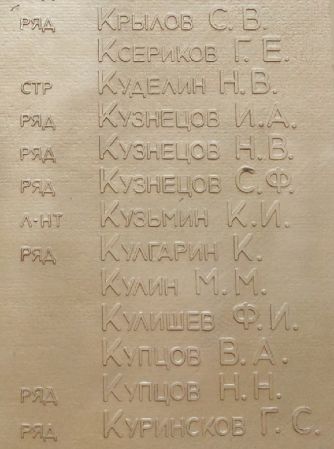 РЯД КРЫЛОВ С. В.
КСЕРИКОВ Г. Е.
СТР КУДЕЛИН Н. В.
РЯД КУЗНЕЦОВ И. А.
РЯД КУЗНЕЦОВ Н. В.
РЯД КУЗНЕЦОВ С. Ф.
Л-НТ КУЗЬМИН К. И.
РЯД КУЛГАРИН К.
КУЛИН М. М.
КУЛИШЕВ Ф. И.
КУПЦОВ В. А.
РЯД КУПЦОВ Н. Н.
РЯД КУРИНСКОВ Г. С.